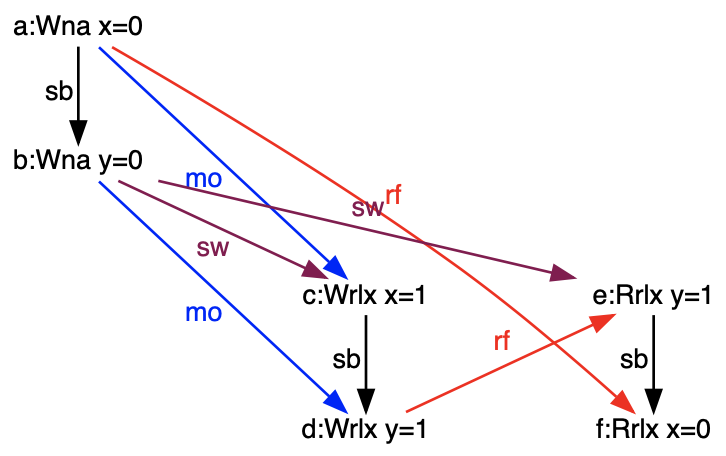 a:Wna x=0
sb
b:Wna y=0
mo
rf
sw
sw
c:Wrlx x=1
e:Rrlx y=1
mo
rf
sb
sb
d:Wrlx y=1
f:Rrlx x=0